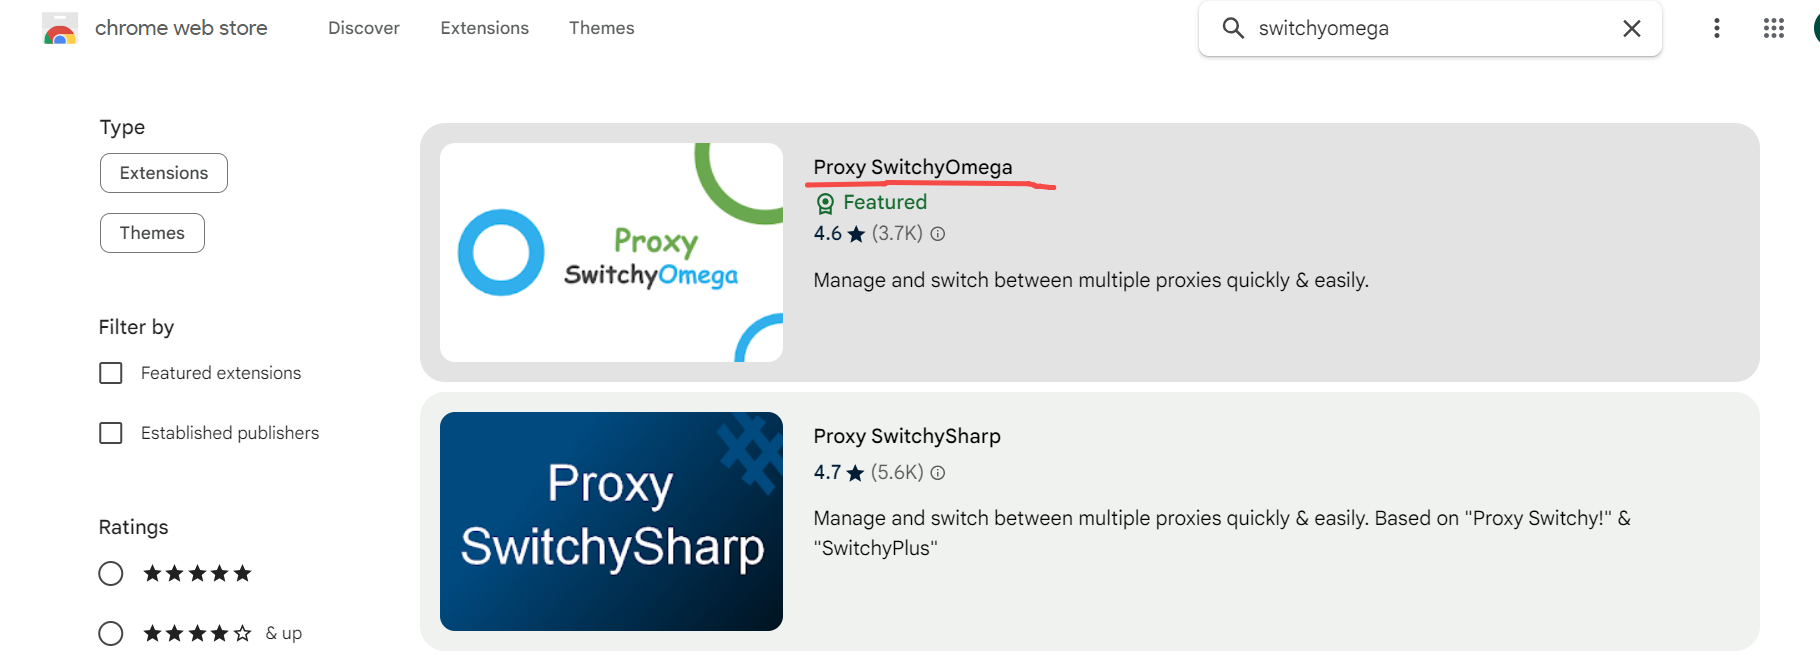 chrome web store
Discover
Extensions
Themes
switchyomega
Type
Extensions
Themes
Filter by
Featured extensions
Established publishers
Ratings
& up
Proxy
SwitchyOmega
Proxy SwitchyOmega
Featured
4.6 ★ (3.7K)
Manage and switch between multiple proxies quickly & easily.
Proxy
SwitchySharp
Proxy SwitchySharp
4.7 ★ (5.6K)
Manage and switch between multiple proxies quickly & easily. Based on "Proxy Switchy!" &
"SwitchyPlus"